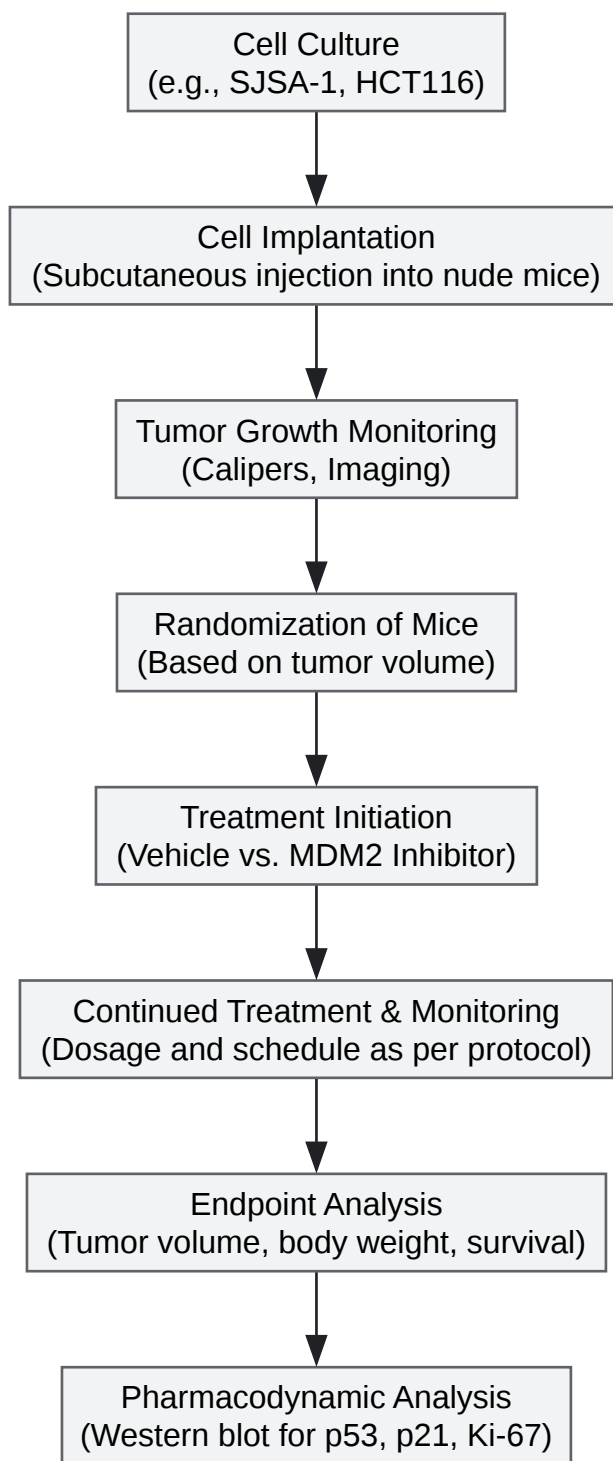 Cell Culture
(e.g., SJSA-1, HCT116)
Cell Implantation
(Subcutaneous injection into nude mice)
Tumor Growth Monitoring
(Calipers, Imaging)
Randomization of Mice
(Based on tumor volume)
Treatment Initiation
(Vehicle vs. MDM2 Inhibitor)
Continued Treatment & Monitoring
(Dosage and schedule as per protocol)
Endpoint Analysis
(Tumor volume, body weight, survival)
Pharmacodynamic Analysis
(Western blot for p53, p21, Ki-67)